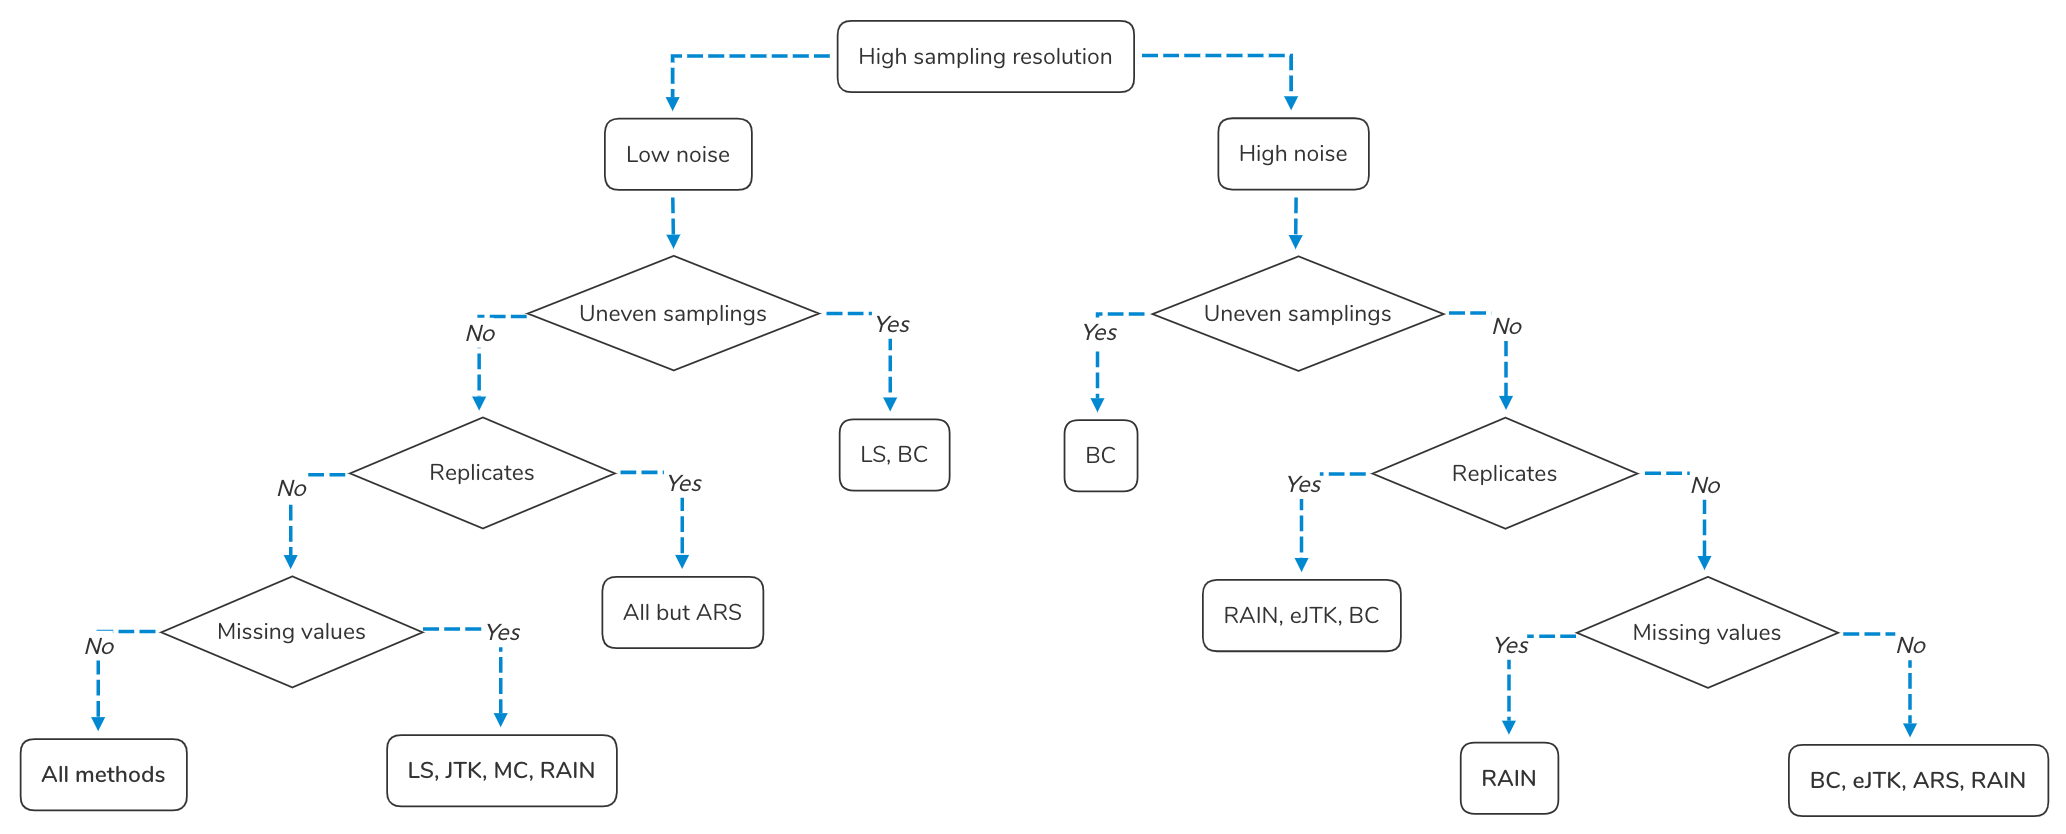 High sampling resolution
Low noise
High noise
Uneven samplings
Uneven samplings
No
Yes
Yes
No
Replicates
LS, BC
BC
Replicates
No
Yes
Yes
No
Missing values
All but ARS
RAIN, eJTK, BC
Missing values
No
Yes
Yes
No
All methods
LS, JTK, MC, RAIN
RAIN
BC, eJTK, ARS, RAIN